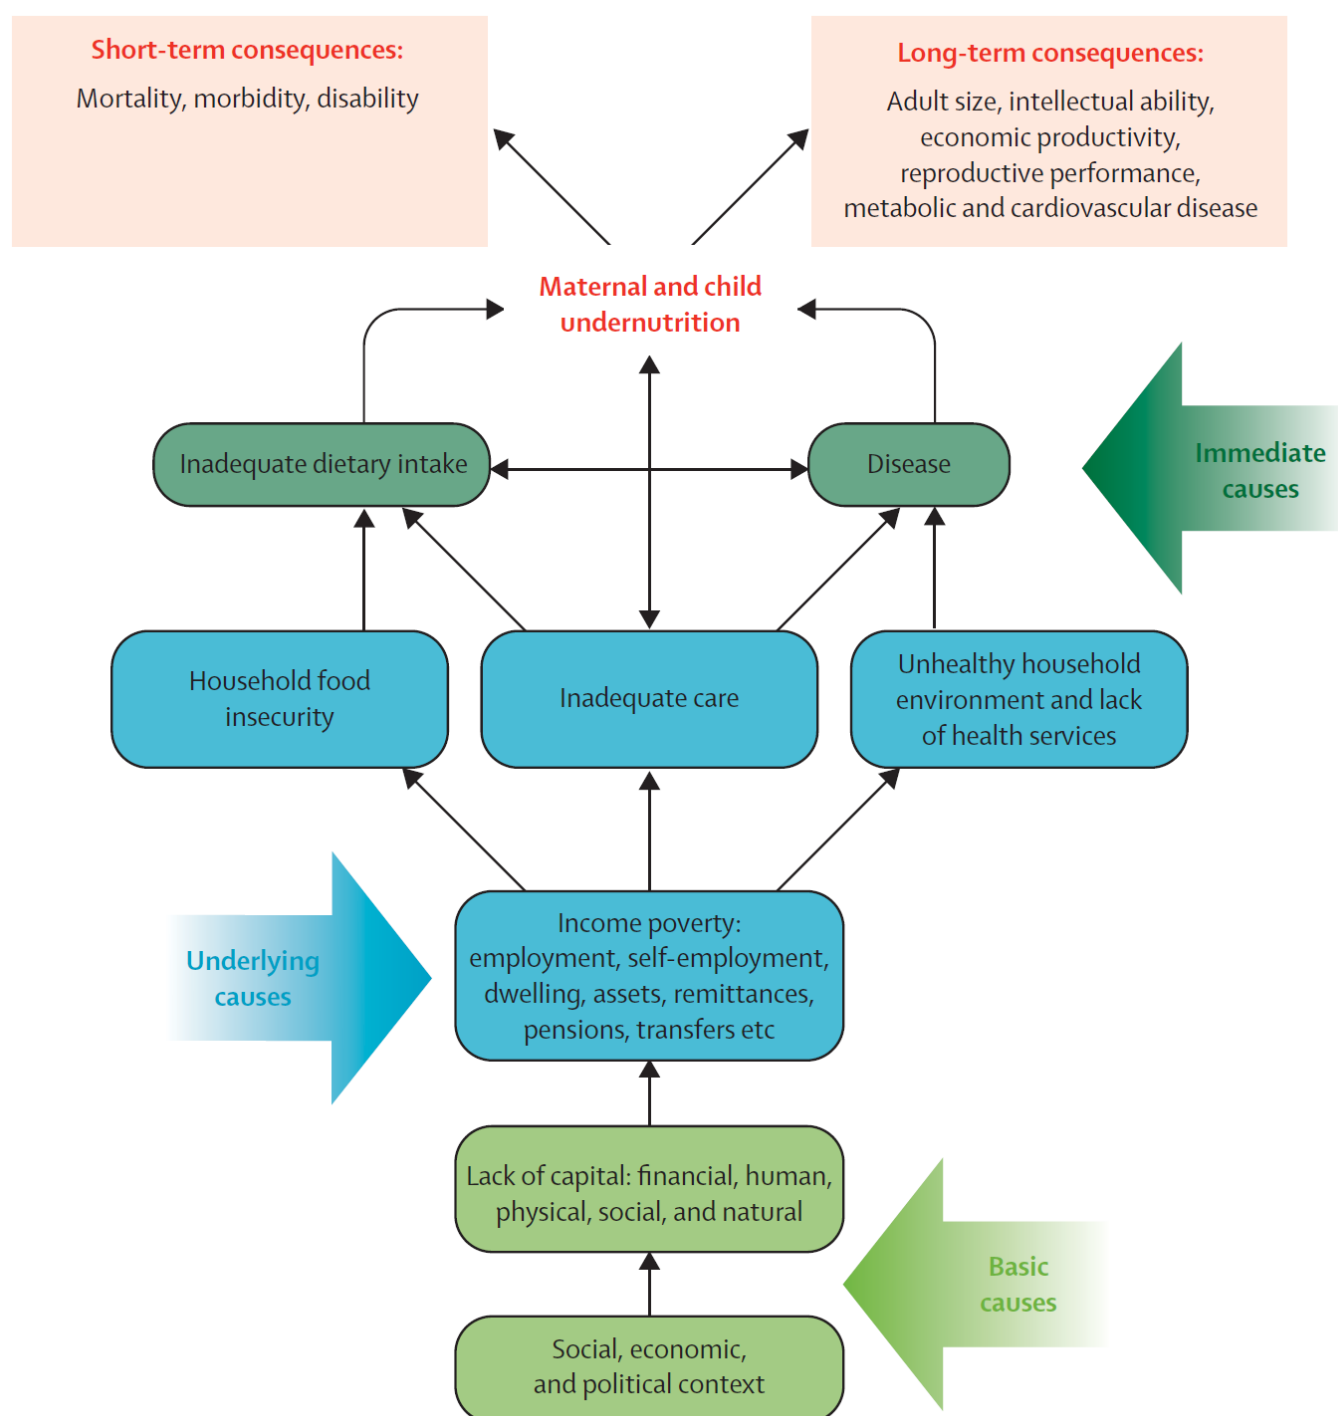 Short-term consequences:
Mortality, morbidity, disability
Long-term consequences:
Adult size, intellectual ability,
economic productivity,
reproductive performance,
metabolic and cardiovascular disease
Maternal and child
undernutrition
Inadequate dietary intake
Disease
Immediate
causes
Household food
insecurity
Inadequate care
Unhealthy household
environment and lack
of health services
Underlying
causes
Income poverty:
employment, self-employment,
dwelling, assets, remittances,
pensions, transfers etc
Lack of capital: financial, human,
physical, social, and natural
Basic
causes
Social, economic,
and political context